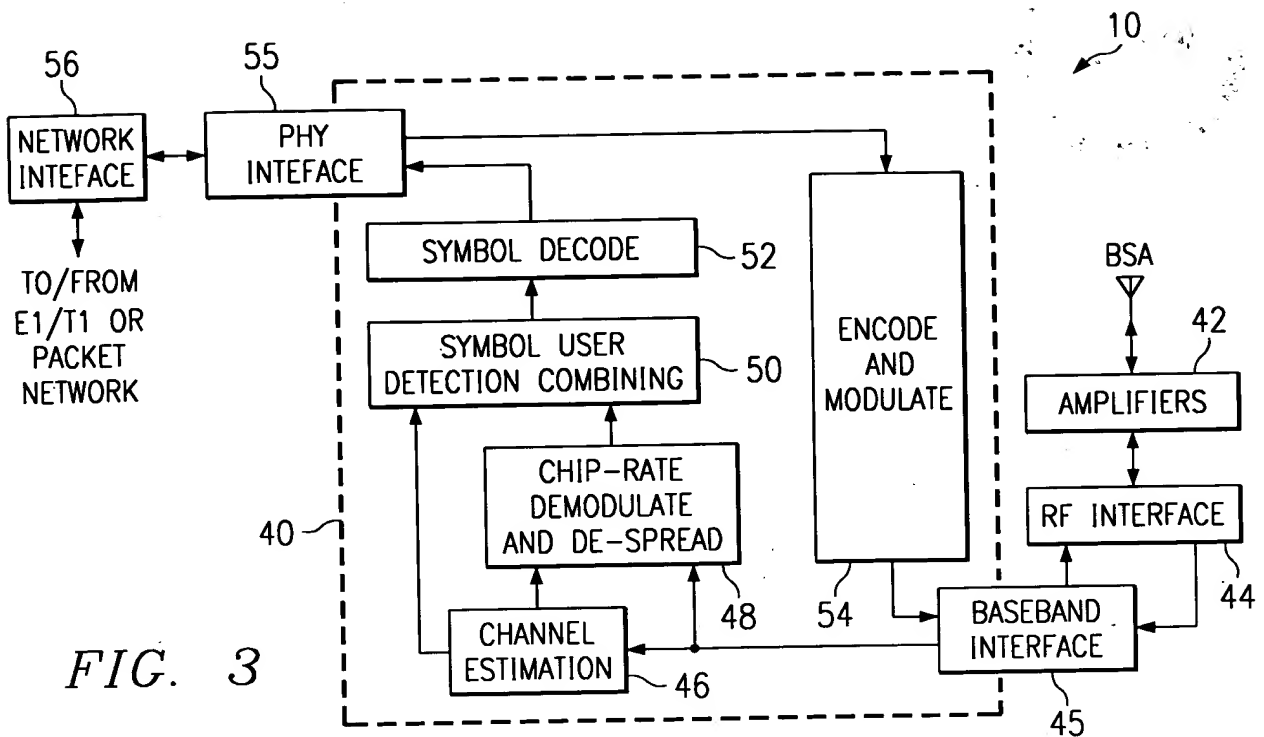 10
56
55
NETWORK
INTEFACE
PHY
INTEFACE
TO/FROM
E1/T1 OR
PACKET
NETWORK
SYMBOL DECODE
52
SYMBOL USER
DETECTION COMBINING
50
CHIP-RATE
DEMODULATE
AND DE-SPREAD
48
40
CHANNEL
ESTIMATION
46
ENCODE
AND
MODULATE
54
BSA
42
AMPLIFIERS
RF INTERFACE
44
BASEBAND
INTERFACE
45
FIG. 3